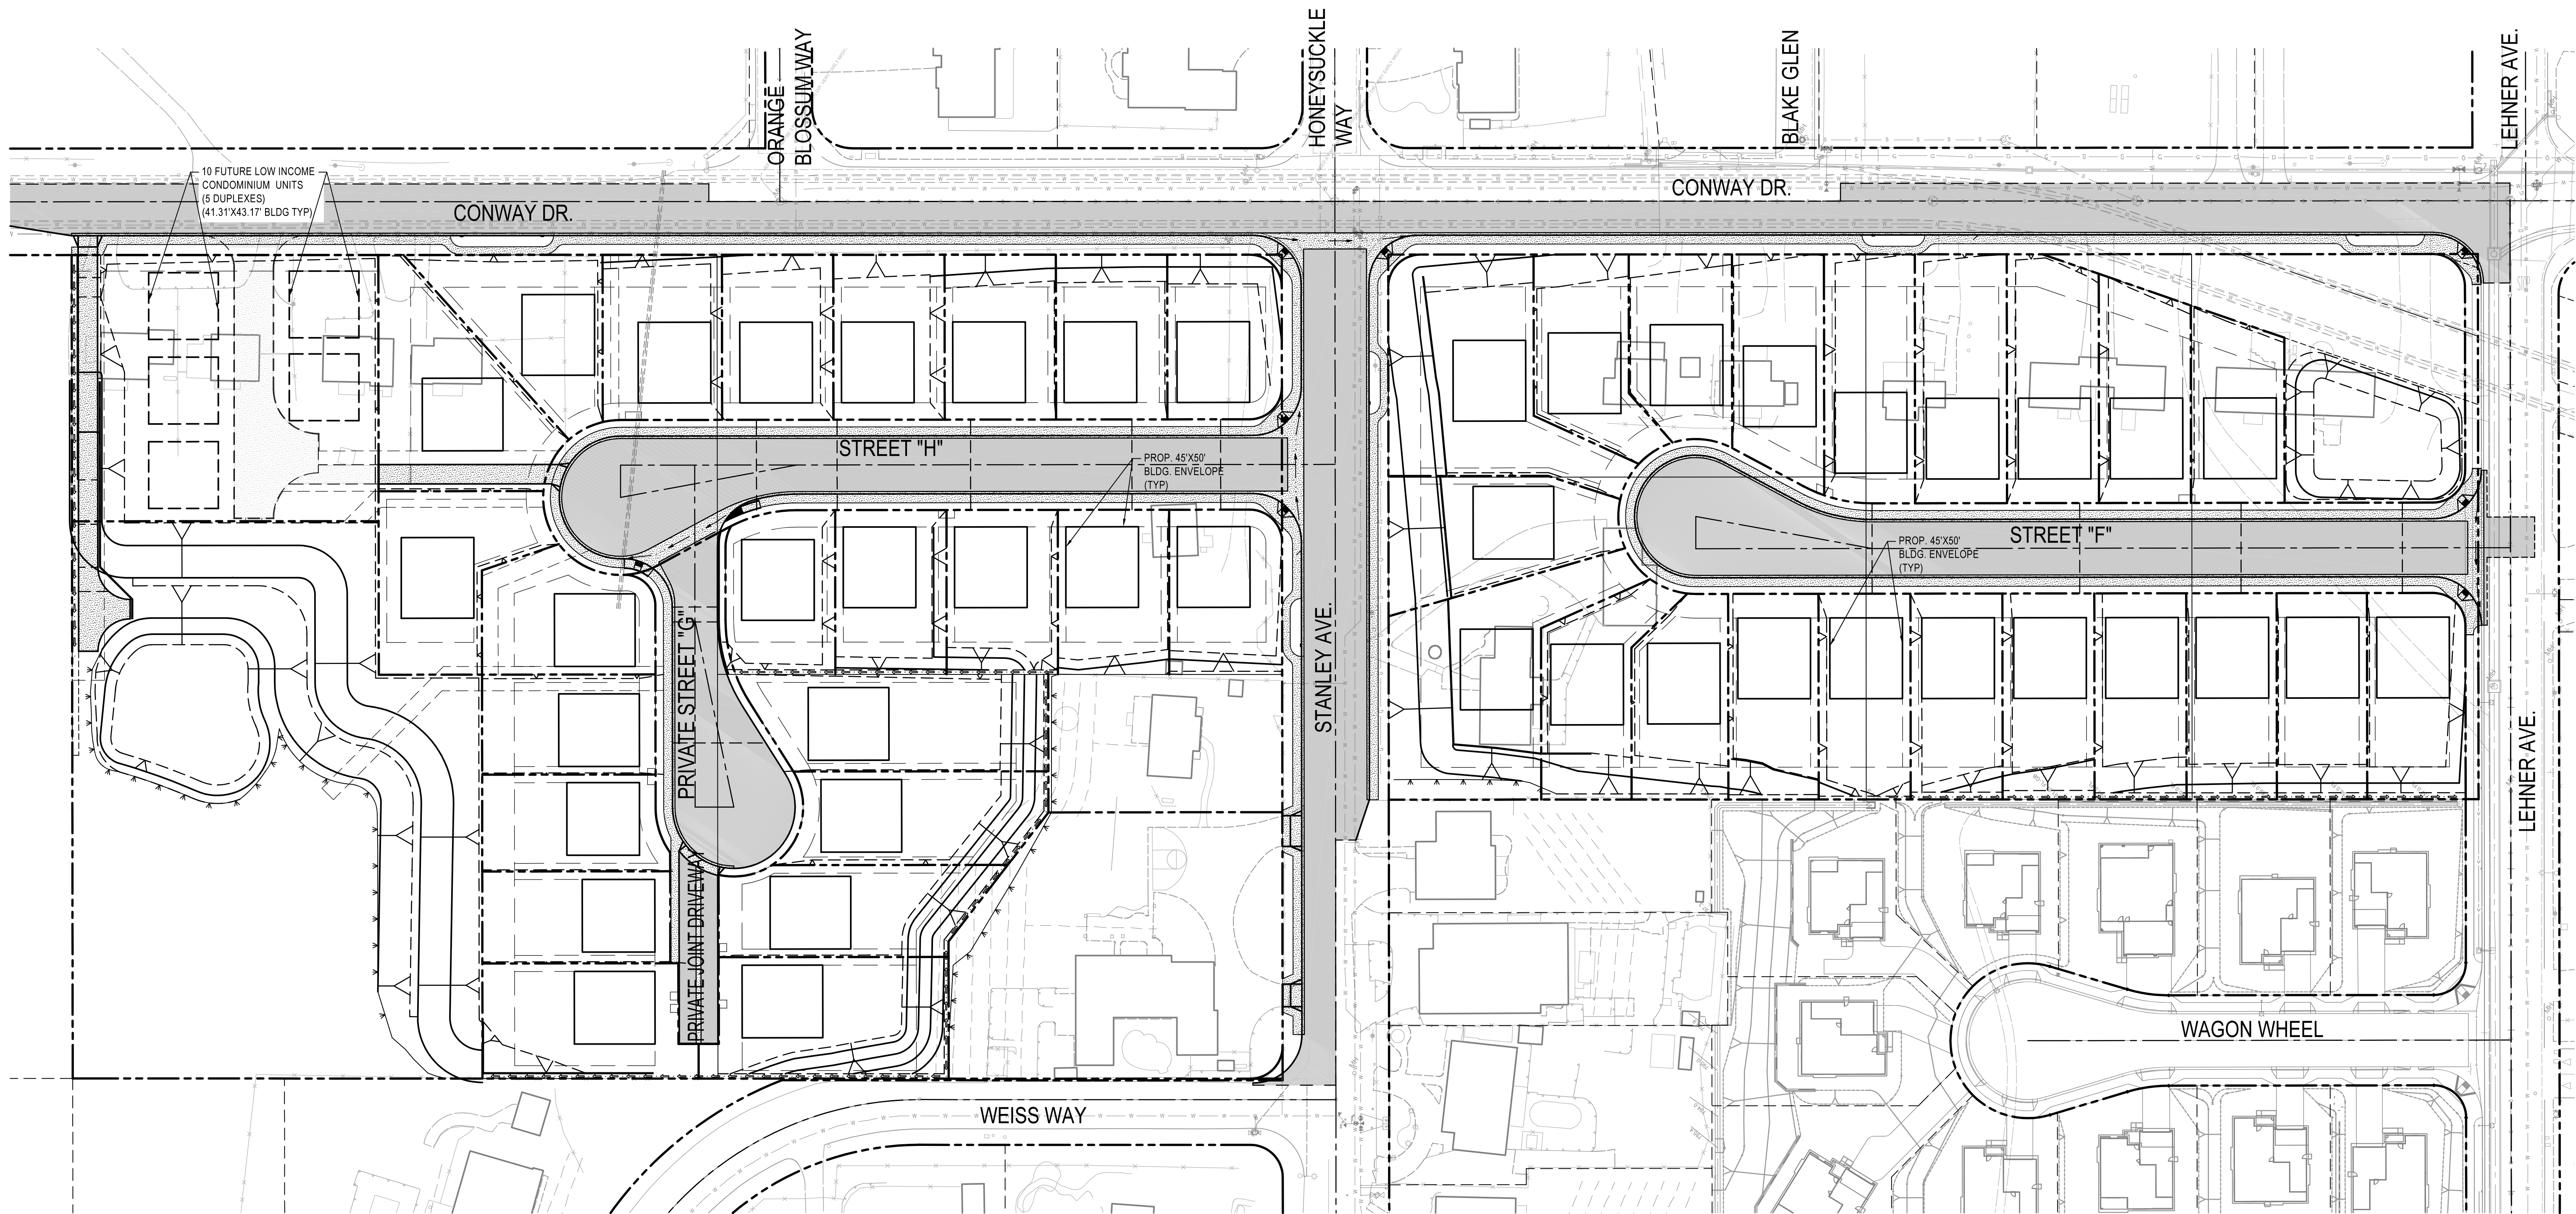 ORANGE
BLOSSUM WAY
HONEYSUCKLE
WAY
BLAKE GLEN
LEHNER AVE.
10 FUTURE LOW INCOME
CONDOMINIUM UNITS
(5 DUPLEXES)
(41.31'X43.17' BLDG TYP)
CONWAY DR.
CONWAY DR.
STREET "H"
PROP. 45'X50'
BLDG. ENVELOPE
(TYP)
STREET "F"
PROP. 45'X50'
BLDG. ENVELOPE
(TYP)
PRIVATE STREET "G"
STANLEY AVE.
LEHNER AVE.
PRIVATE JOINT DRIVEWAY
WAGON WHEEL
WEISS WAY